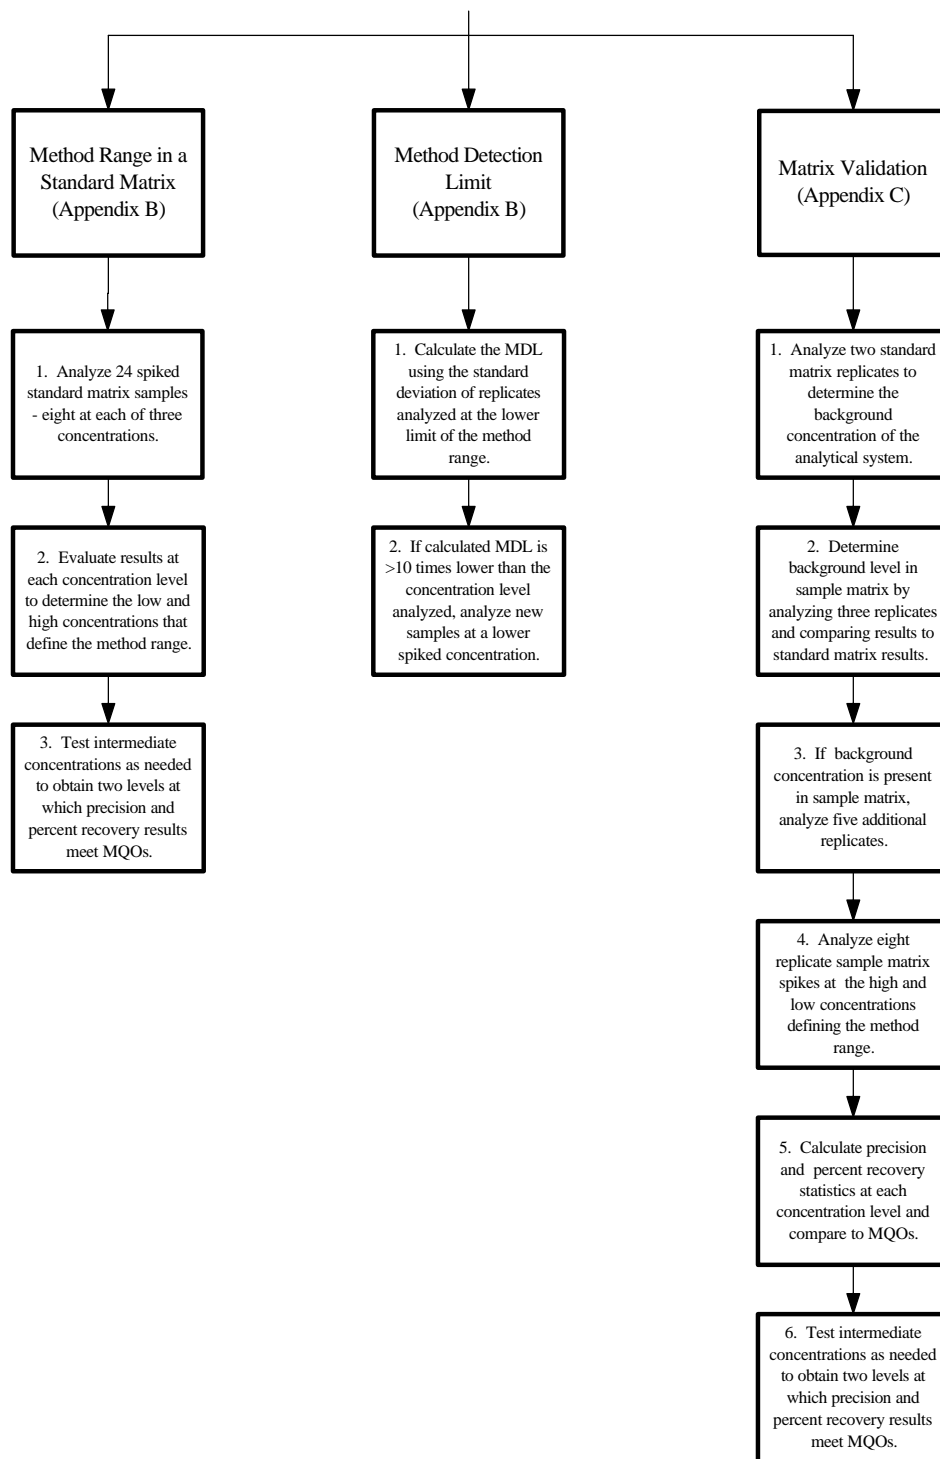 Method Range in a
Standard Matrix
(Appendix B)
1. Analyze 24 spiked
standard matrix samples
- eight at each of three
concentrations.
2. Evaluate results at
each concentration level
to determine the low and
high concentrations that
define the method range.
3. Test intermediate
concentrations as needed
to obtain two levels at
which precision and
percent recovery results
meet MQOs.
Method Detection
Limit
(Appendix B)
1. Calculate the MDL
using the standard
deviation of replicates
analyzed at the lower
limit of the method
range.
2. If calculated MDL is
>10 times lower than the
concentration level
analyzed, analyze new
samples at a lower
spiked concentration.
Matrix Validation
(Appendix C)
1. Analyze two standard
matrix replicates to
determine the
background
concentration of the
analytical system.
2. Determine
background level in
sample matrix by
analyzing three replicates
and comparing results to
standard matrix results.
3. If background
concentration is present
in sample matrix,
analyze five additional
replicates.
4. Analyze eight
replicate sample matrix
spikes at the high and
low concentrations
defining the method
range.
5. Calculate precision
and percent recovery
statistics at each
concentration level and
compare to MQOs.
6. Test intermediate
concentrations as needed
to obtain two levels at
which precision and
percent recovery results
meet MQOs.